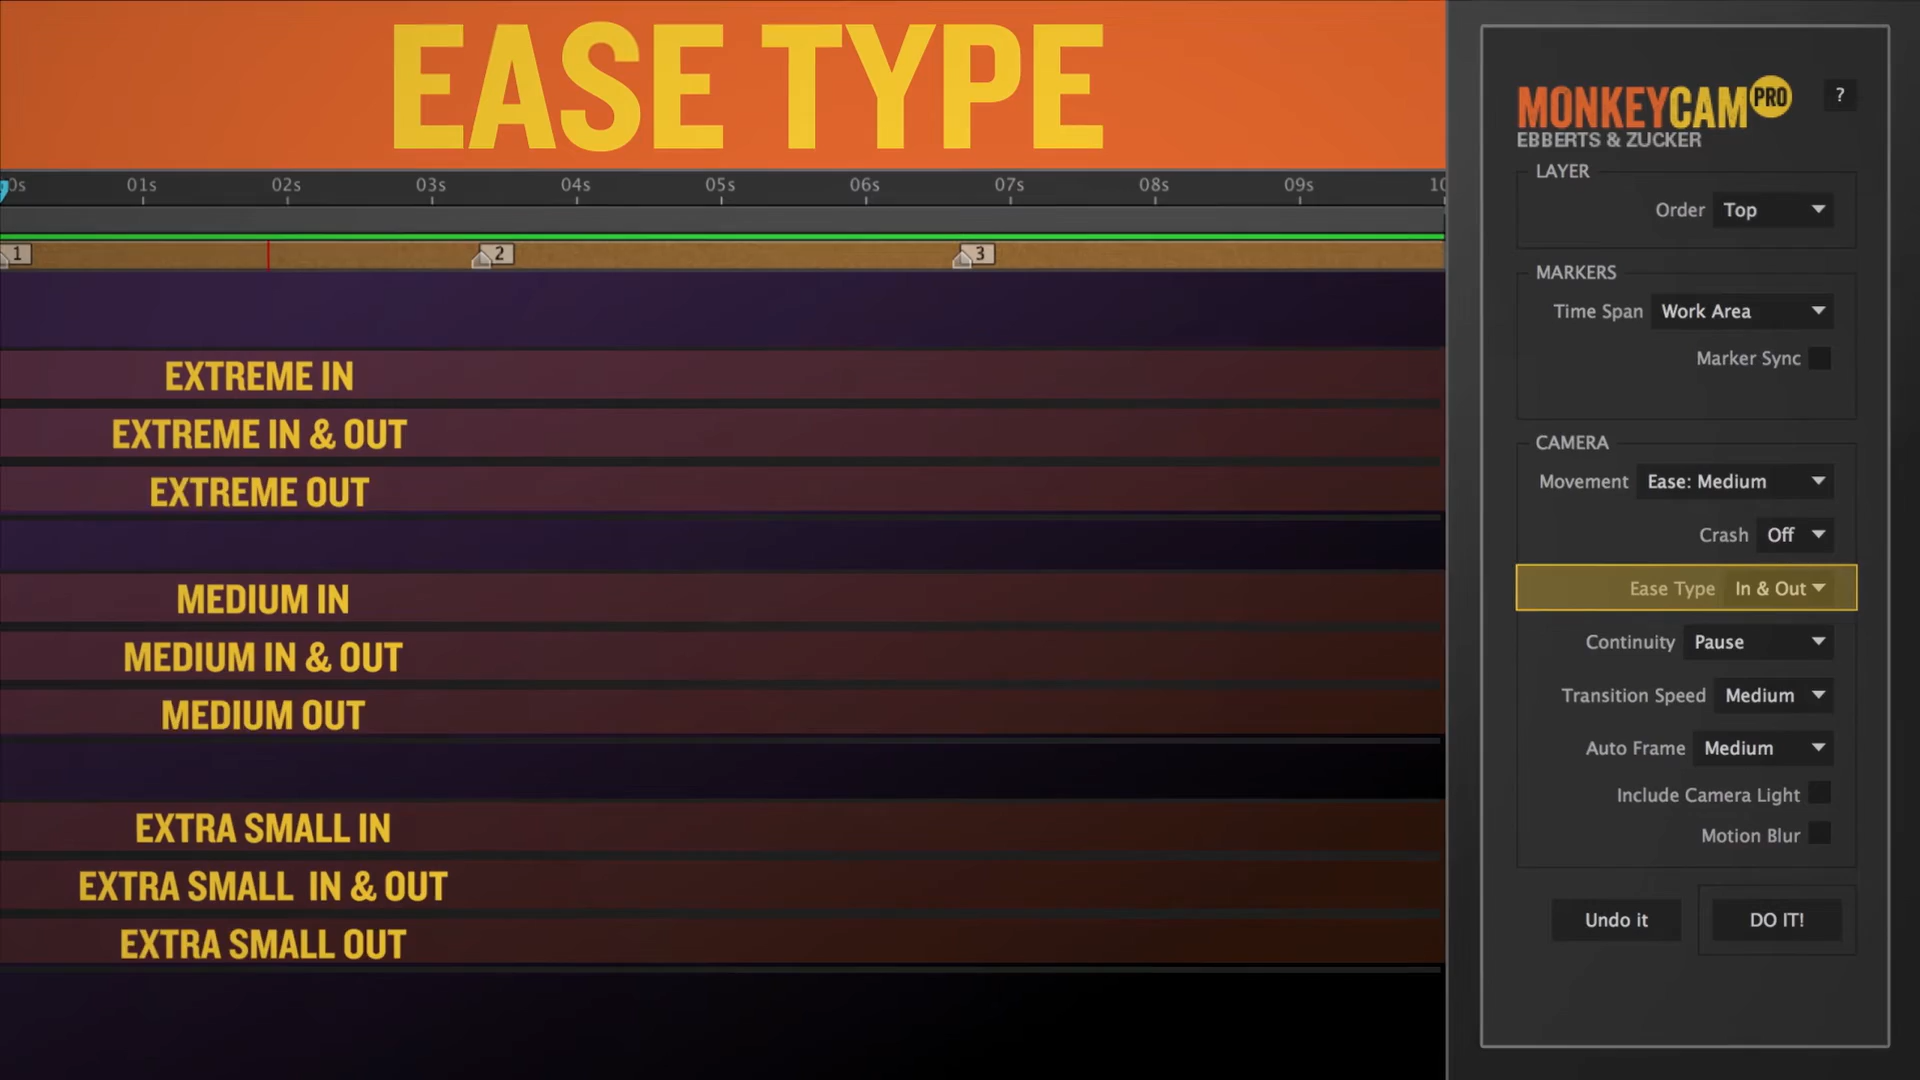 EASE TYPE
0s 01s 02s 03s 04s 05s 06s 07s 08s 09s 10
1 2 3
EXTREME IN
EXTREME IN & OUT
EXTREME OUT
MEDIUM IN
MEDIUM IN & OUT
MEDIUM OUT
EXTRA SMALL IN
EXTRA SMALL IN & OUT
EXTRA SMALL OUT
MONKEYCAM PRO ?
EBBERTS & ZUCKER
LAYER
Order Top
MARKERS
Time Span Work Area
Marker Sync
CAMERA
Movement Ease: Medium
Crash Off
Ease Type In & Out
Continuity Pause
Transition Speed Medium
Auto Frame Medium
Include Camera Light
Motion Blur
Undo it DO IT!